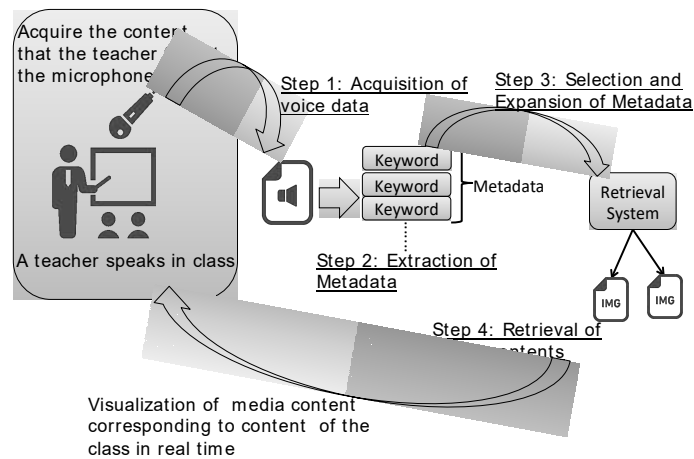 Acquire the content
that the teacher
the microphone
A teacher speaks in class
Step 1: Acquisition of
voice data
Keyword
Keyword
Keyword
Metadata
Step 2: Extraction of
Metadata
Step 3: Selection and
Expansion of Metadata
Retrieval
System
IMG
IMG
Step 4: Retrieval of
Visualization of media content
corresponding to content of the
class in real time